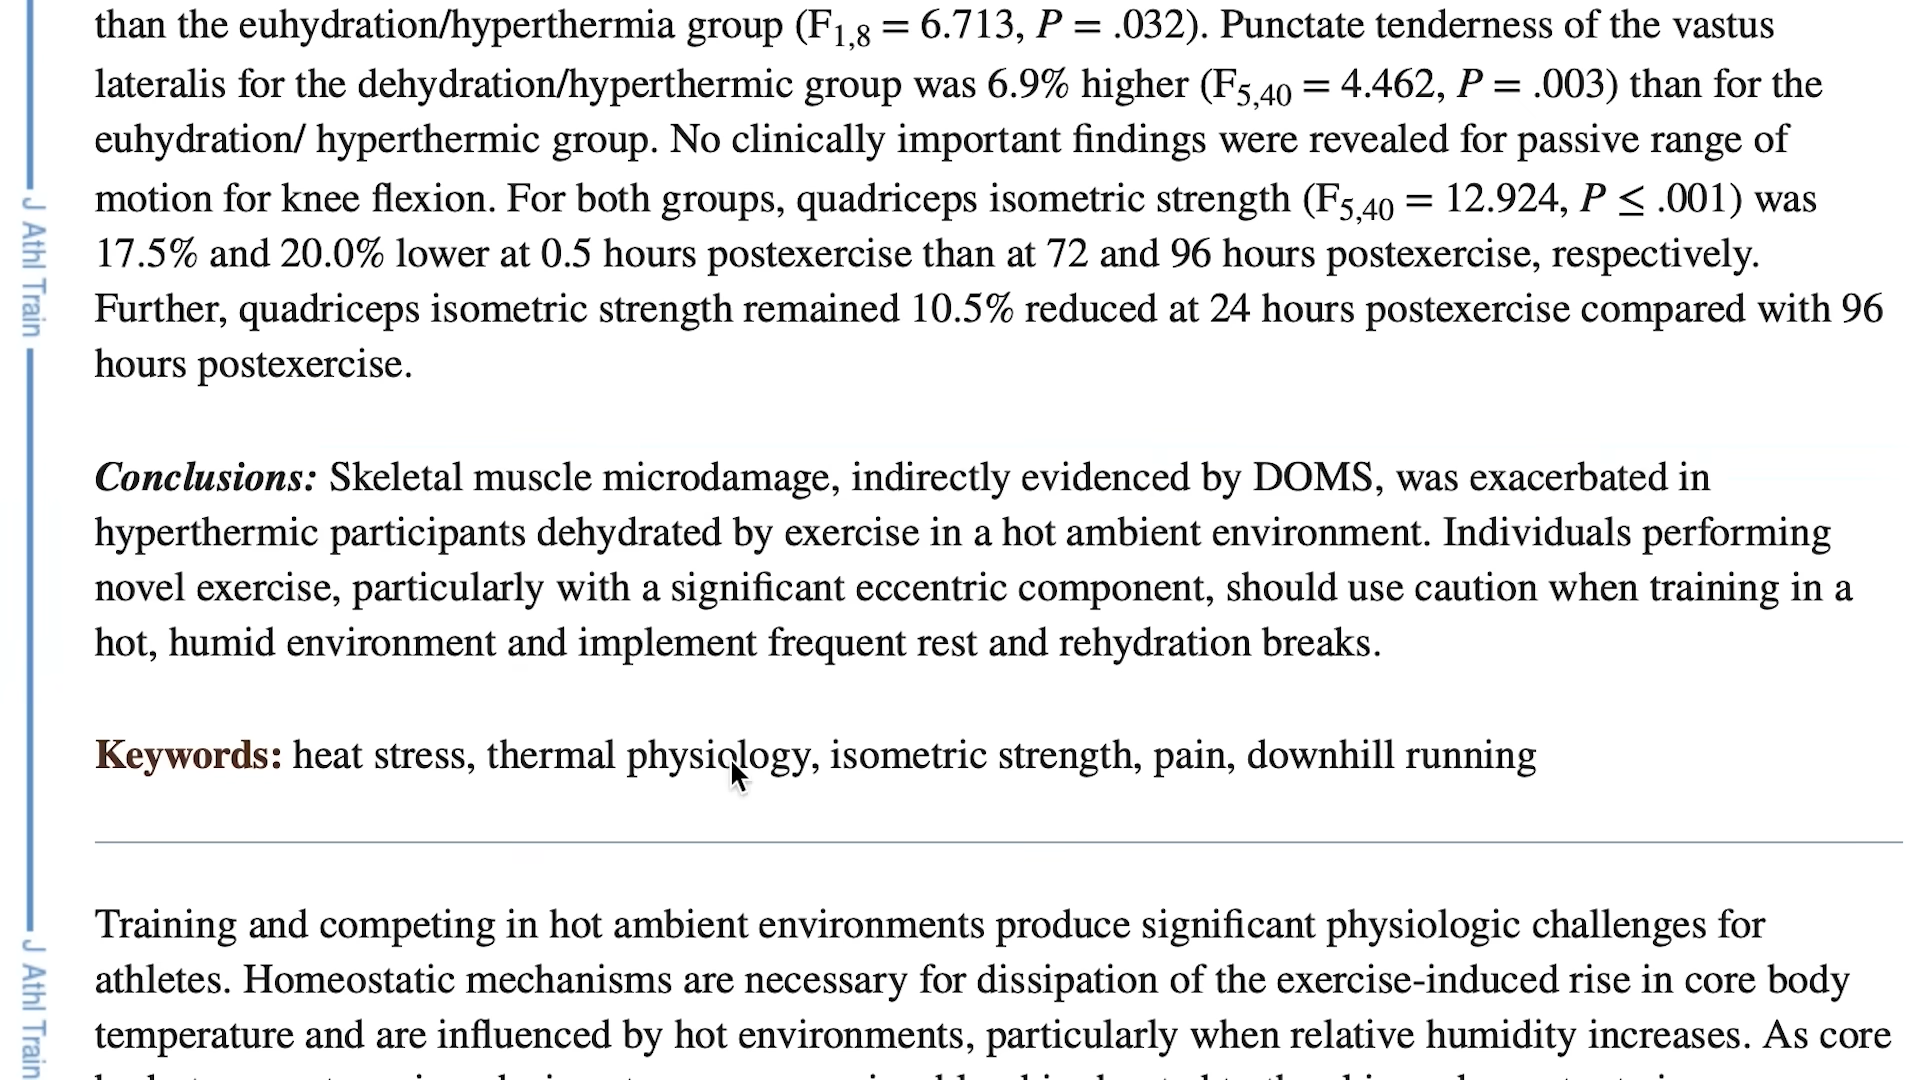 than the euhydration/hyperthermia group (F1,8 = 6.713, P = .032). Punctate tenderness of the vastus
lateralis for the dehydration/hyperthermic group was 6.9% higher (F5,40 = 4.462, P = .003) than for the
euhydration/ hyperthermic group. No clinically important findings were revealed for passive range of
motion for knee flexion. For both groups, quadriceps isometric strength (F5,40 = 12.924, P ≤ .001) was
17.5% and 20.0% lower at 0.5 hours postexercise than at 72 and 96 hours postexercise, respectively.
Further, quadriceps isometric strength remained 10.5% reduced at 24 hours postexercise compared with 96
hours postexercise.
Conclusions: Skeletal muscle microdamage, indirectly evidenced by DOMS, was exacerbated in
hyperthermic participants dehydrated by exercise in a hot ambient environment. Individuals performing
novel exercise, particularly with a significant eccentric component, should use caution when training in a
hot, humid environment and implement frequent rest and rehydration breaks.
Keywords: heat stress, thermal physiology, isometric strength, pain, downhill running
Training and competing in hot ambient environments produce significant physiologic challenges for
athletes. Homeostatic mechanisms are necessary for dissipation of the exercise-induced rise in core body
temperature and are influenced by hot environments, particularly when relative humidity increases. As core
J Athl Train
J Athl Train